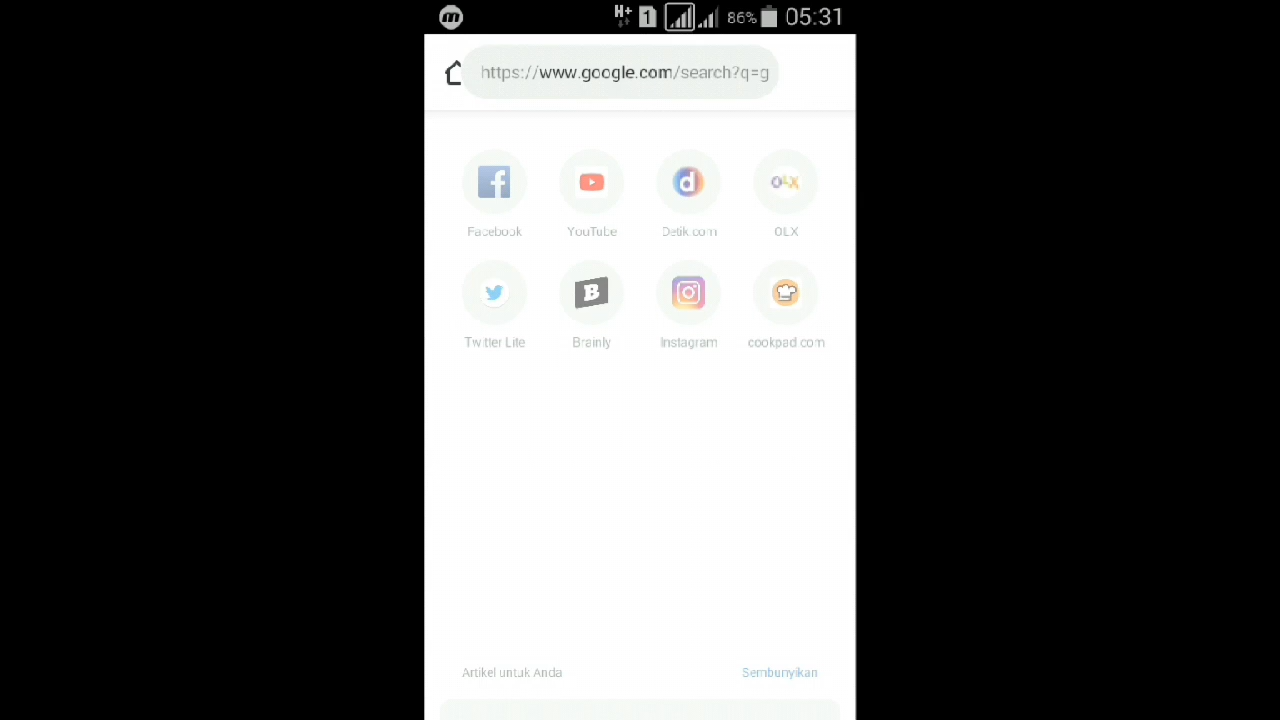 H+ 1 86% 05:31
https://www.google.com/search?q=g
Facebook YouTube Detik.com OLX
Twitter Lite Brainly Instagram cookpad.com
Artikel untuk Anda Sembunyikan